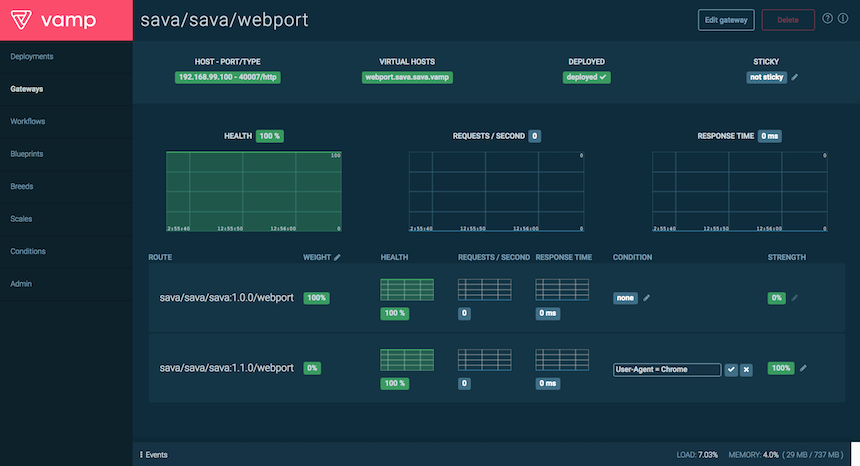 vamp
sava/sava/webport
Edit gateway
Delete
Deployments
Gateways
Workflows
Blueprints
Breeds
Scales
Conditions
Admin
HOST - PORT/TYPE
192.168.99.100 - 40007/http
VIRTUAL HOSTS
webport.sava.sava.vamp
DEPLOYED
deployed ✓
STICKY
not sticky
HEALTH 100 %
100
2:55:40 12:55:50 12:56:00 0
REQUESTS / SECOND 0
0
2:55:40 12:55:50 12:56:00 0
RESPONSE TIME 0 ms
0
2:55:40 12:55:50 12:56:00 0
ROUTE WEIGHT HEALTH REQUESTS / SECOND RESPONSE TIME CONDITION STRENGTH
sava/sava/sava:1.0.0/webport 100% 100 % 0 0 ms none 0%
sava/sava/sava:1.1.0/webport 0% 100 % 0 0 ms User-Agent = Chrome 100%
Events
LOAD: 7.03% MEMORY: 4.0% ( 29 MB / 737 MB )